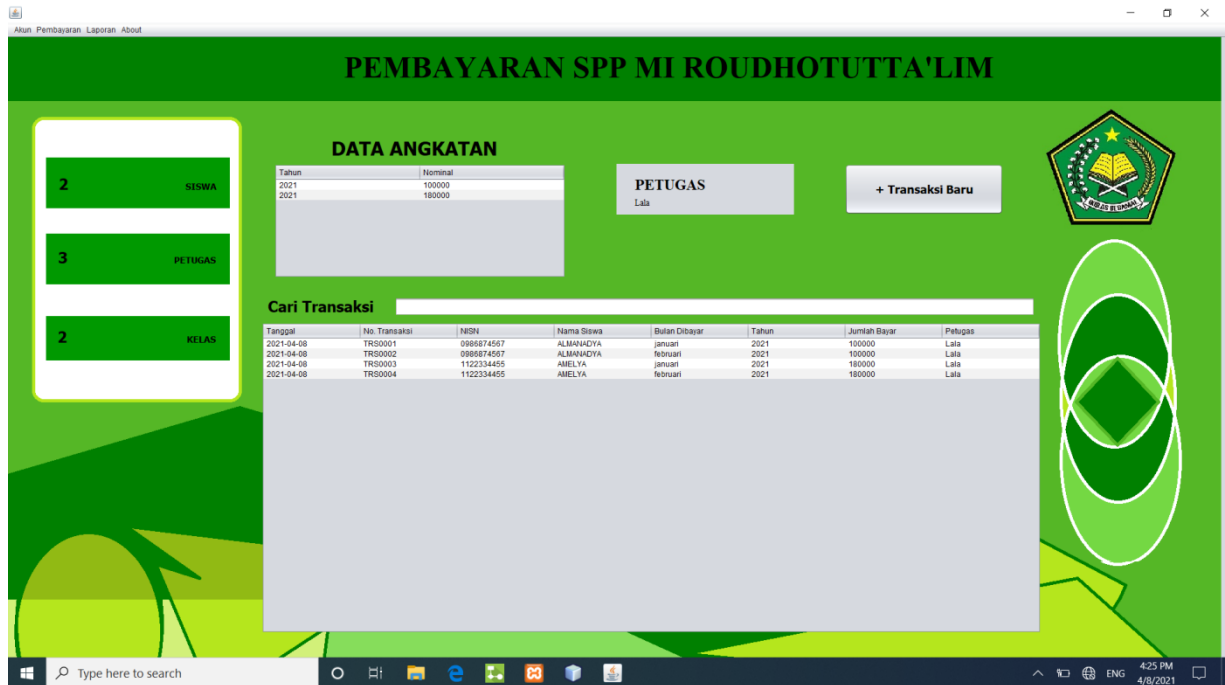 Akun Pembayaran Laporan About
PEMBAYARAN SPP MI ROUDHOTUTTA'LIM
2 SISWA
3 PETUGAS
2 KELAS
DATA ANGKATAN
Tahun Nominal
2021 100000
2021 180000
PETUGAS
Lala
+ Transaksi Baru
Cari Transaksi
Tanggal No. Transaksi NISN Nama Siswa Bulan Dibayar Tahun Jumlah Bayar Petugas
2021-04-08 TRS0001 0986874567 ALMANADYA januari 2021 100000 Lala
2021-04-08 TRS0002 0986874567 ALMANADYA februari 2021 100000 Lala
2021-04-08 TRS0003 1122334455 AMELYA januari 2021 180000 Lala
2021-04-08 TRS0004 1122334455 AMELYA februari 2021 180000 Lala
Type here to search
ENG
4:25 PM
4/8/2021